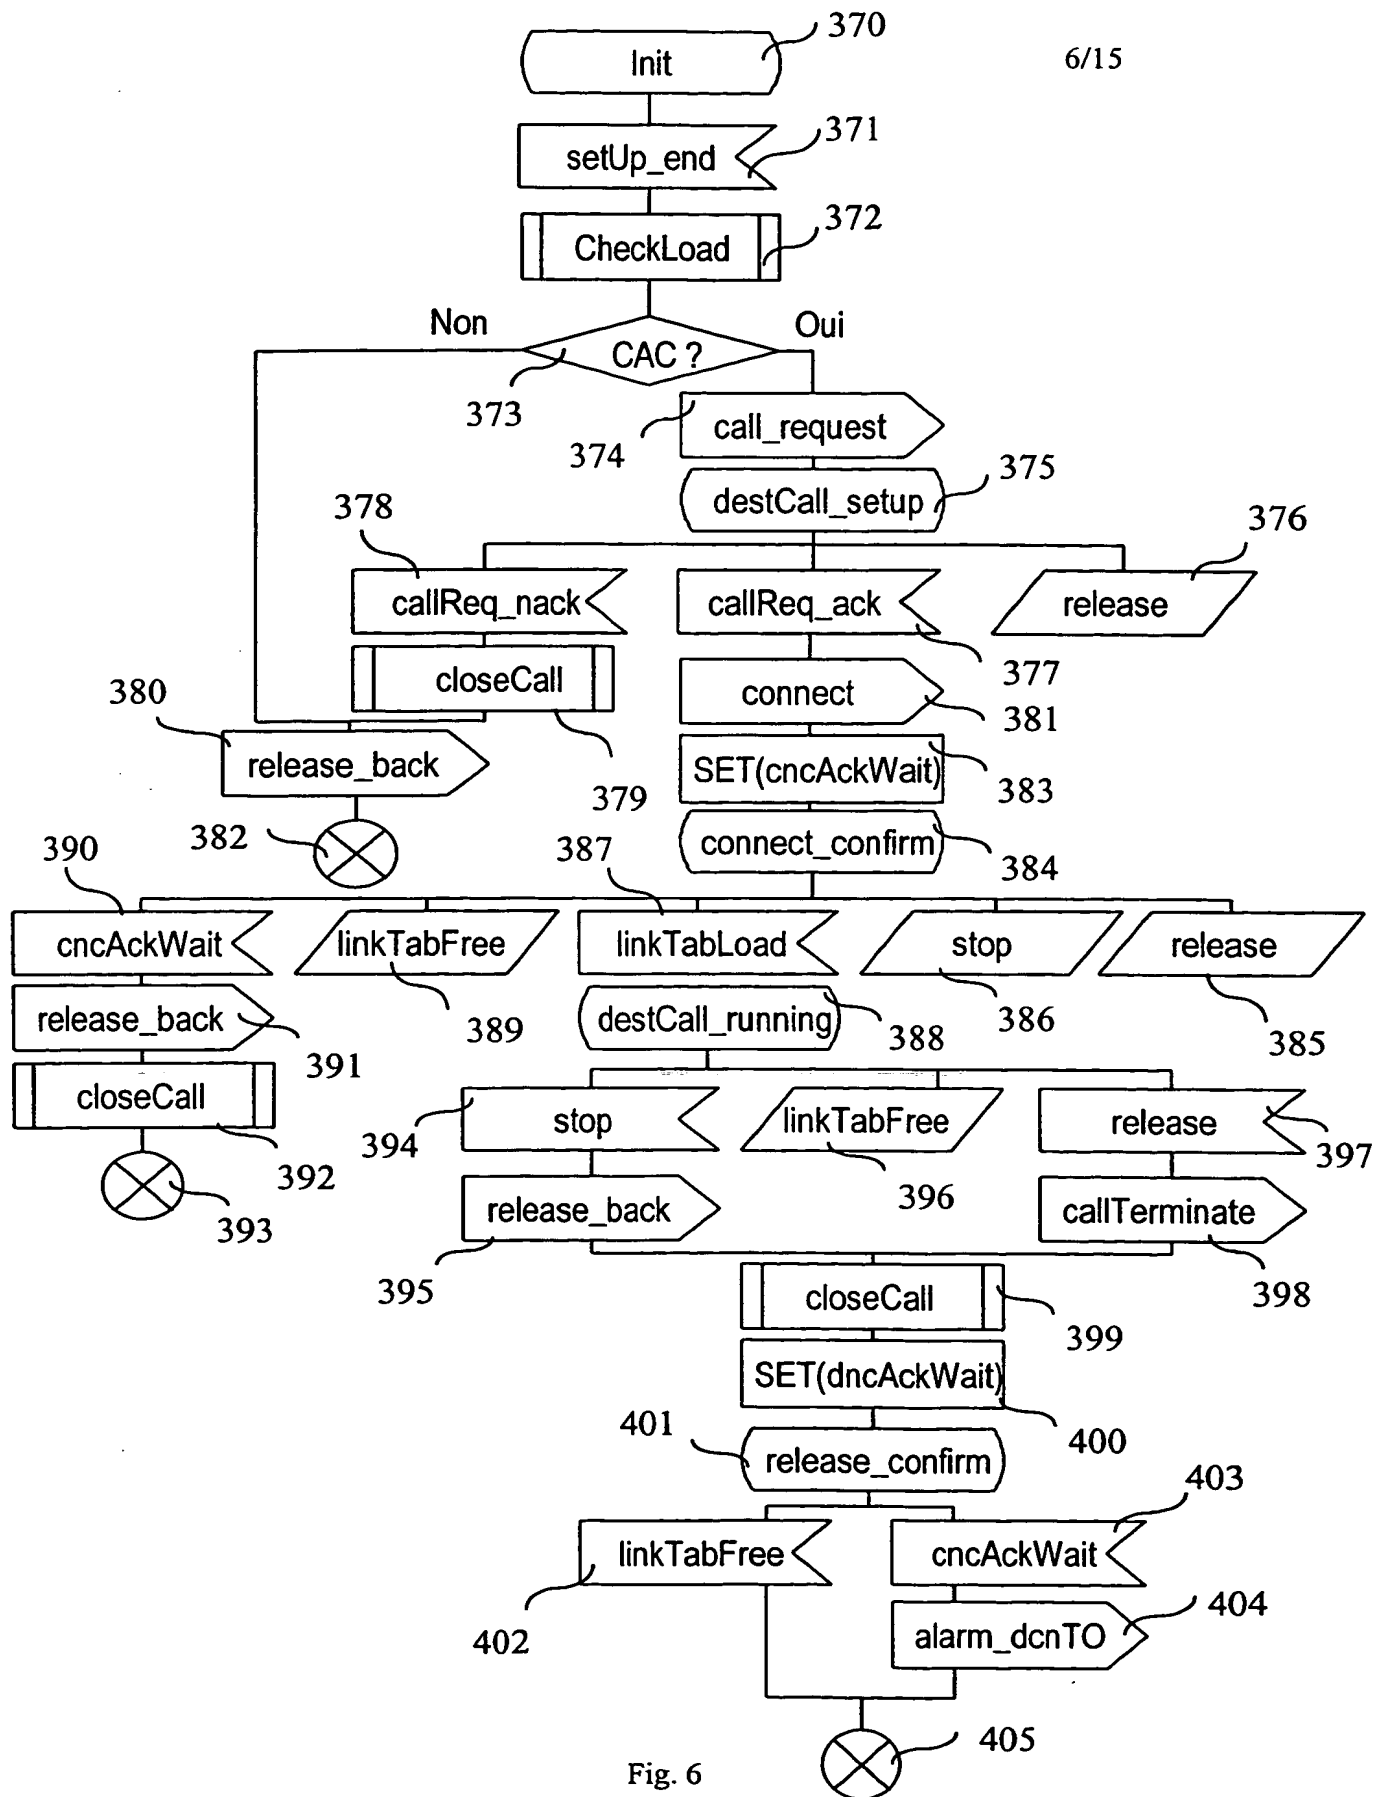 370
6/15
Init
371
setUp_end
372
CheckLoad
Non
Oui
CAC ?
373
call_request
374
375
destCall_setup
378
376
callReq_nack
callReq_ack
release
377
closeCall
connect
380
381
release_back
SET(cncAckWait)
379
383
382
connect_confirm
384
390
387
cncAckWait
linkTabFree
linkTabLoad
stop
release
release_back
destCall_running
389
388
386
385
391
closeCall
394
stop
linkTabFree
release
397
392
396
393
release_back
callTerminate
395
398
closeCall
399
SET(dncAckWait)
401
400
release_confirm
403
linkTabFree
cncAckWait
404
402
alarm_dcnTO
405
Fig. 6